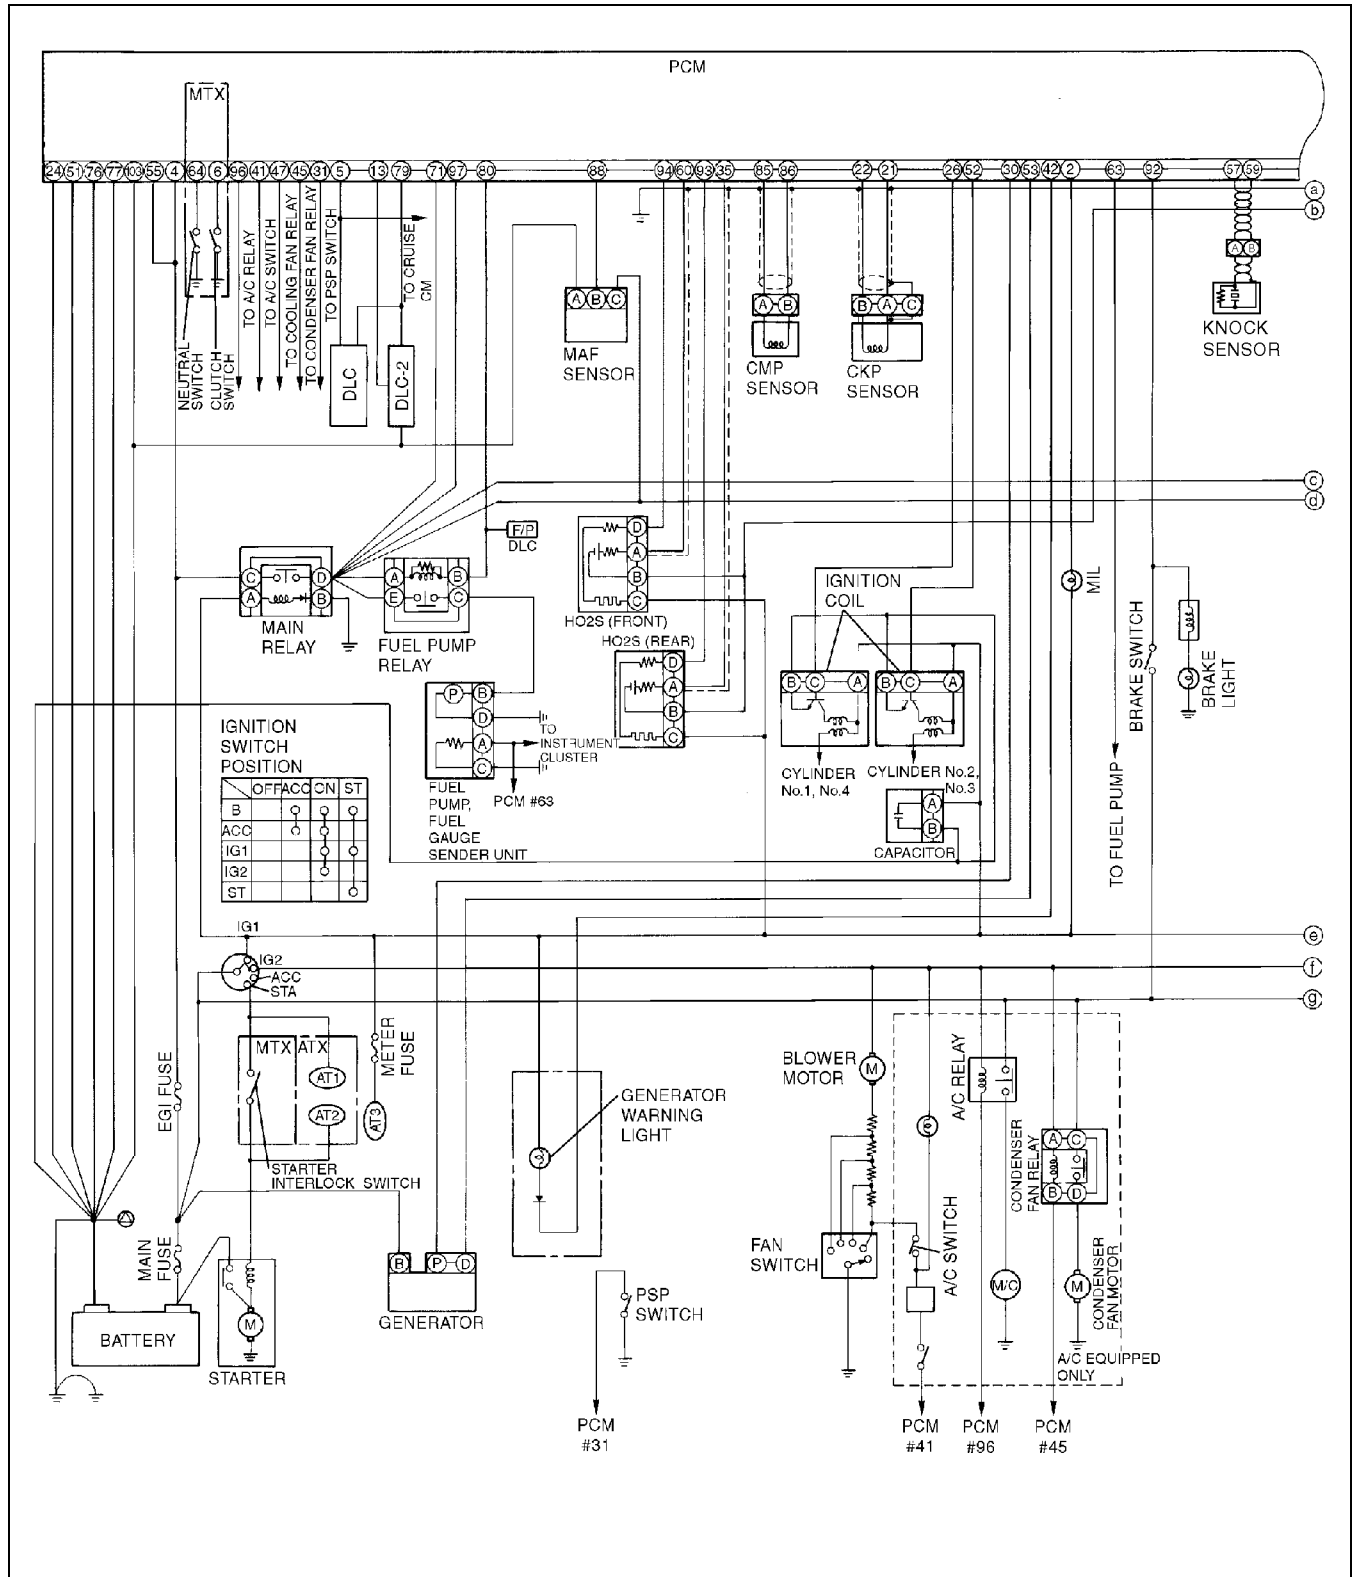 PCM
MTX
24 51 76 77 103 55 4 64 6 96 41 47 45 31 5 13 79 71 97 80 88 94 60 93 35 85 86 22 21 26 52 30 53 42 2 63 92 57 59
a
b
NEUTRAL
SWITCH
CLUTCH
SWITCH
TO A/C RELAY
TO A/C SWITCH
TO COOLING FAN RELAY
TO CONDENSER FAN RELAY
TO PSP SWITCH
TO CRUISE
CM
DLC
DLC-2
A B C
MAF
SENSOR
A B
CMP
SENSOR
B A C
CKP
SENSOR
A B
KNOCK
SENSOR
c
d
F/P
DLC
C D
A B
MAIN
RELAY
A B
E C
FUEL PUMP
RELAY
D
A
B
C
HO2S (FRONT)
HO2S (REAR)
D
A
B
C
IGNITION
COIL
B C A
B C A
CYLINDER
No.1, No.4
CYLINDER No.2,
No.3
A
B
CAPACITOR
MIL
TO FUEL PUMP
BRAKE SWITCH
BRAKE
LIGHT
P B
D
A
C
TO
INSTRUMENT
CLUSTER
PCM #63
FUEL
PUMP,
FUEL
GAUGE
SENDER UNIT
IGNITION
SWITCH
POSITION
OFF ACC ON ST
B
ACC
IG1
IG2
ST
e
f
g
IG1
IG2
ACC
STA
EGI FUSE
MTX ATX
AT1
AT2
METER
FUSE
AT3
STARTER
INTERLOCK SWITCH
GENERATOR
WARNING
LIGHT
BLOWER
MOTOR
M
FAN
SWITCH
A/C SWITCH
A/C RELAY
M/C
CONDENSER
FAN RELAY
A C
B D
M
CONDENSER
FAN MOTOR
A/C EQUIPPED
ONLY
MAIN
FUSE
BATTERY
M
STARTER
B P D
GENERATOR
PSP
SWITCH
PCM
#31
PCM
#41
PCM
#96
PCM
#45